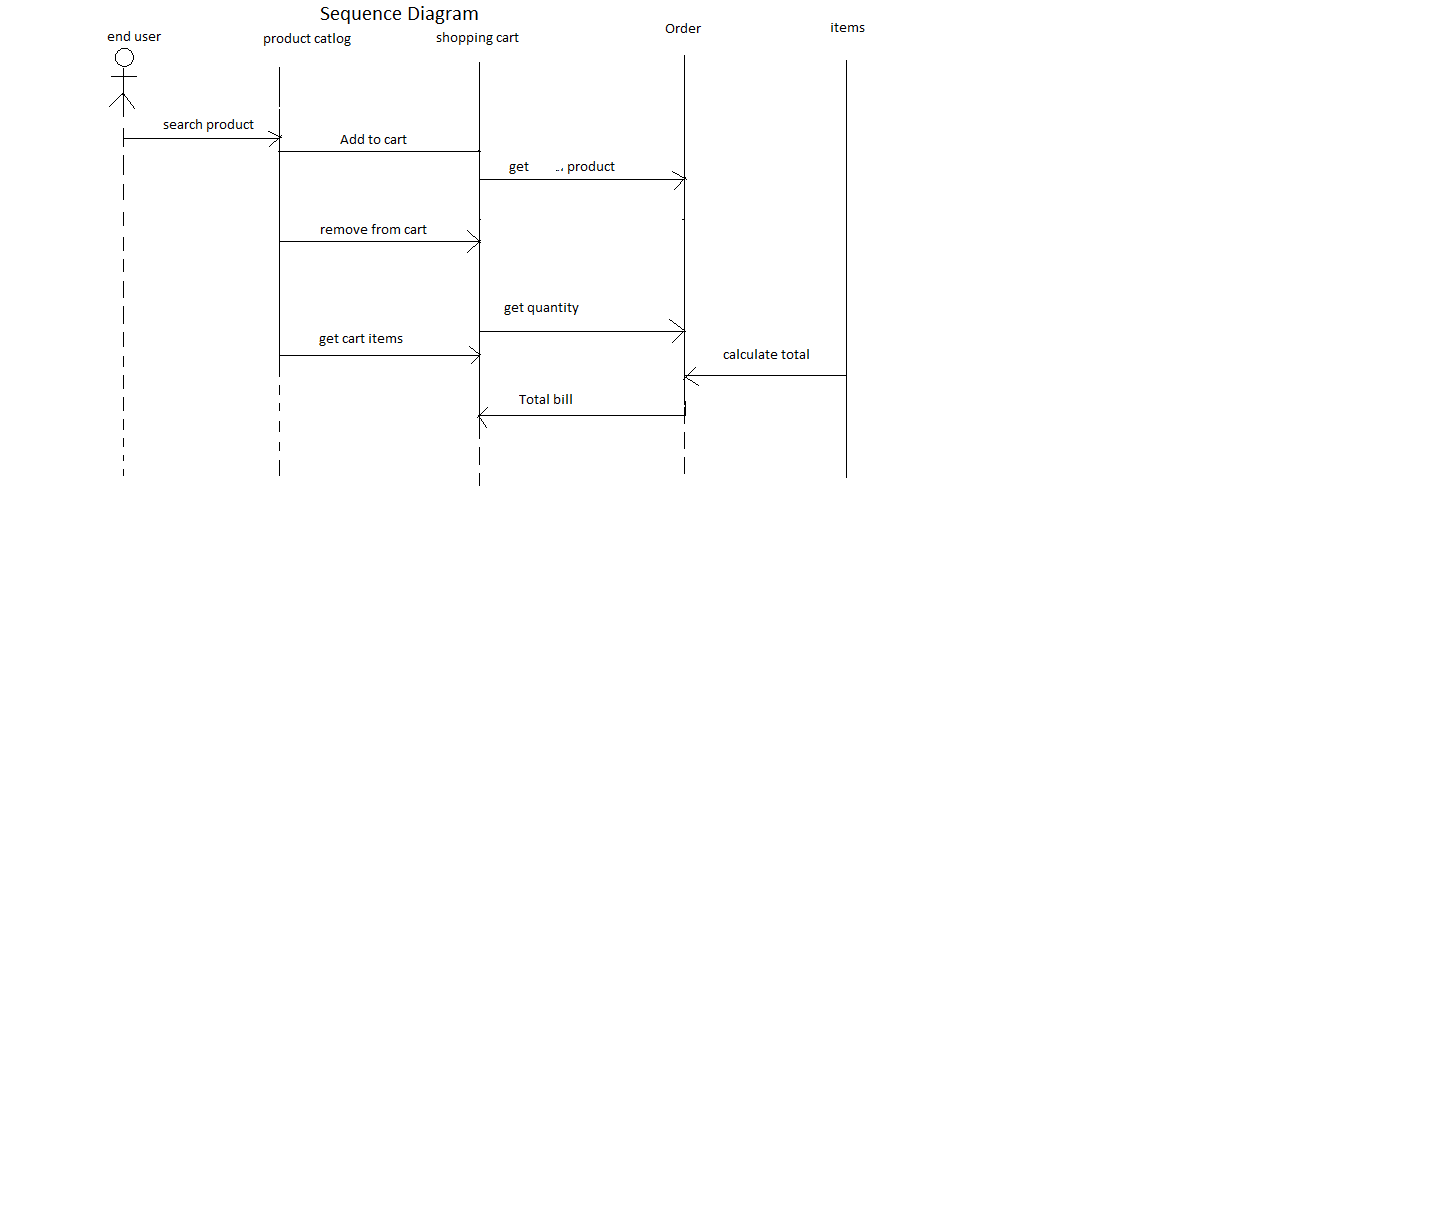 Sequence Diagram
end user
product catlog
shopping cart
Order
items
search product
Add to cart
get product
remove from cart
get quantity
get cart items
calculate total
Total bill